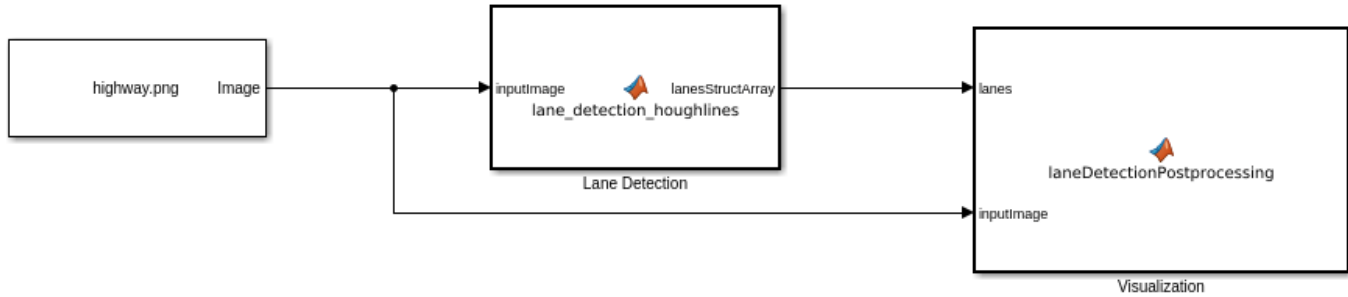 highway.png
Image
inputImage
lanesStructArray
lane_detection_houghlines
Lane Detection
lanes
laneDetectionPostprocessing
inputImage
Visualization